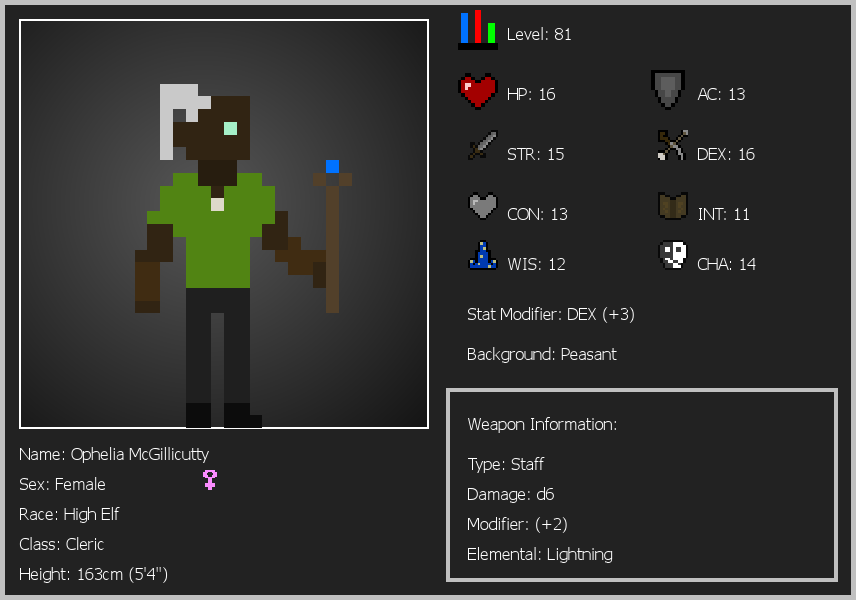 Level: 81
HP: 16
AC: 13
STR: 15
DEX: 16
CON: 13
INT: 11
WIS: 12
CHA: 14
Stat Modifier: DEX (+3)
Background: Peasant
Weapon Information:
Type: Staff
Damage: d6
Modifier: (+2)
Elemental: Lightning
Name: Ophelia McGillicutty
Sex: Female
Race: High Elf
Class: Cleric
Height: 163cm (5'4")